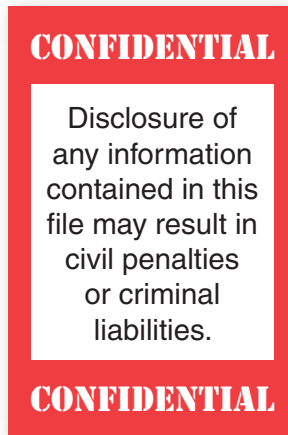 CONFIDENTIAL
Disclosure of
any information
contained in this
file may result in
civil penalties
or criminal
liabilities.
CONFIDENTIAL